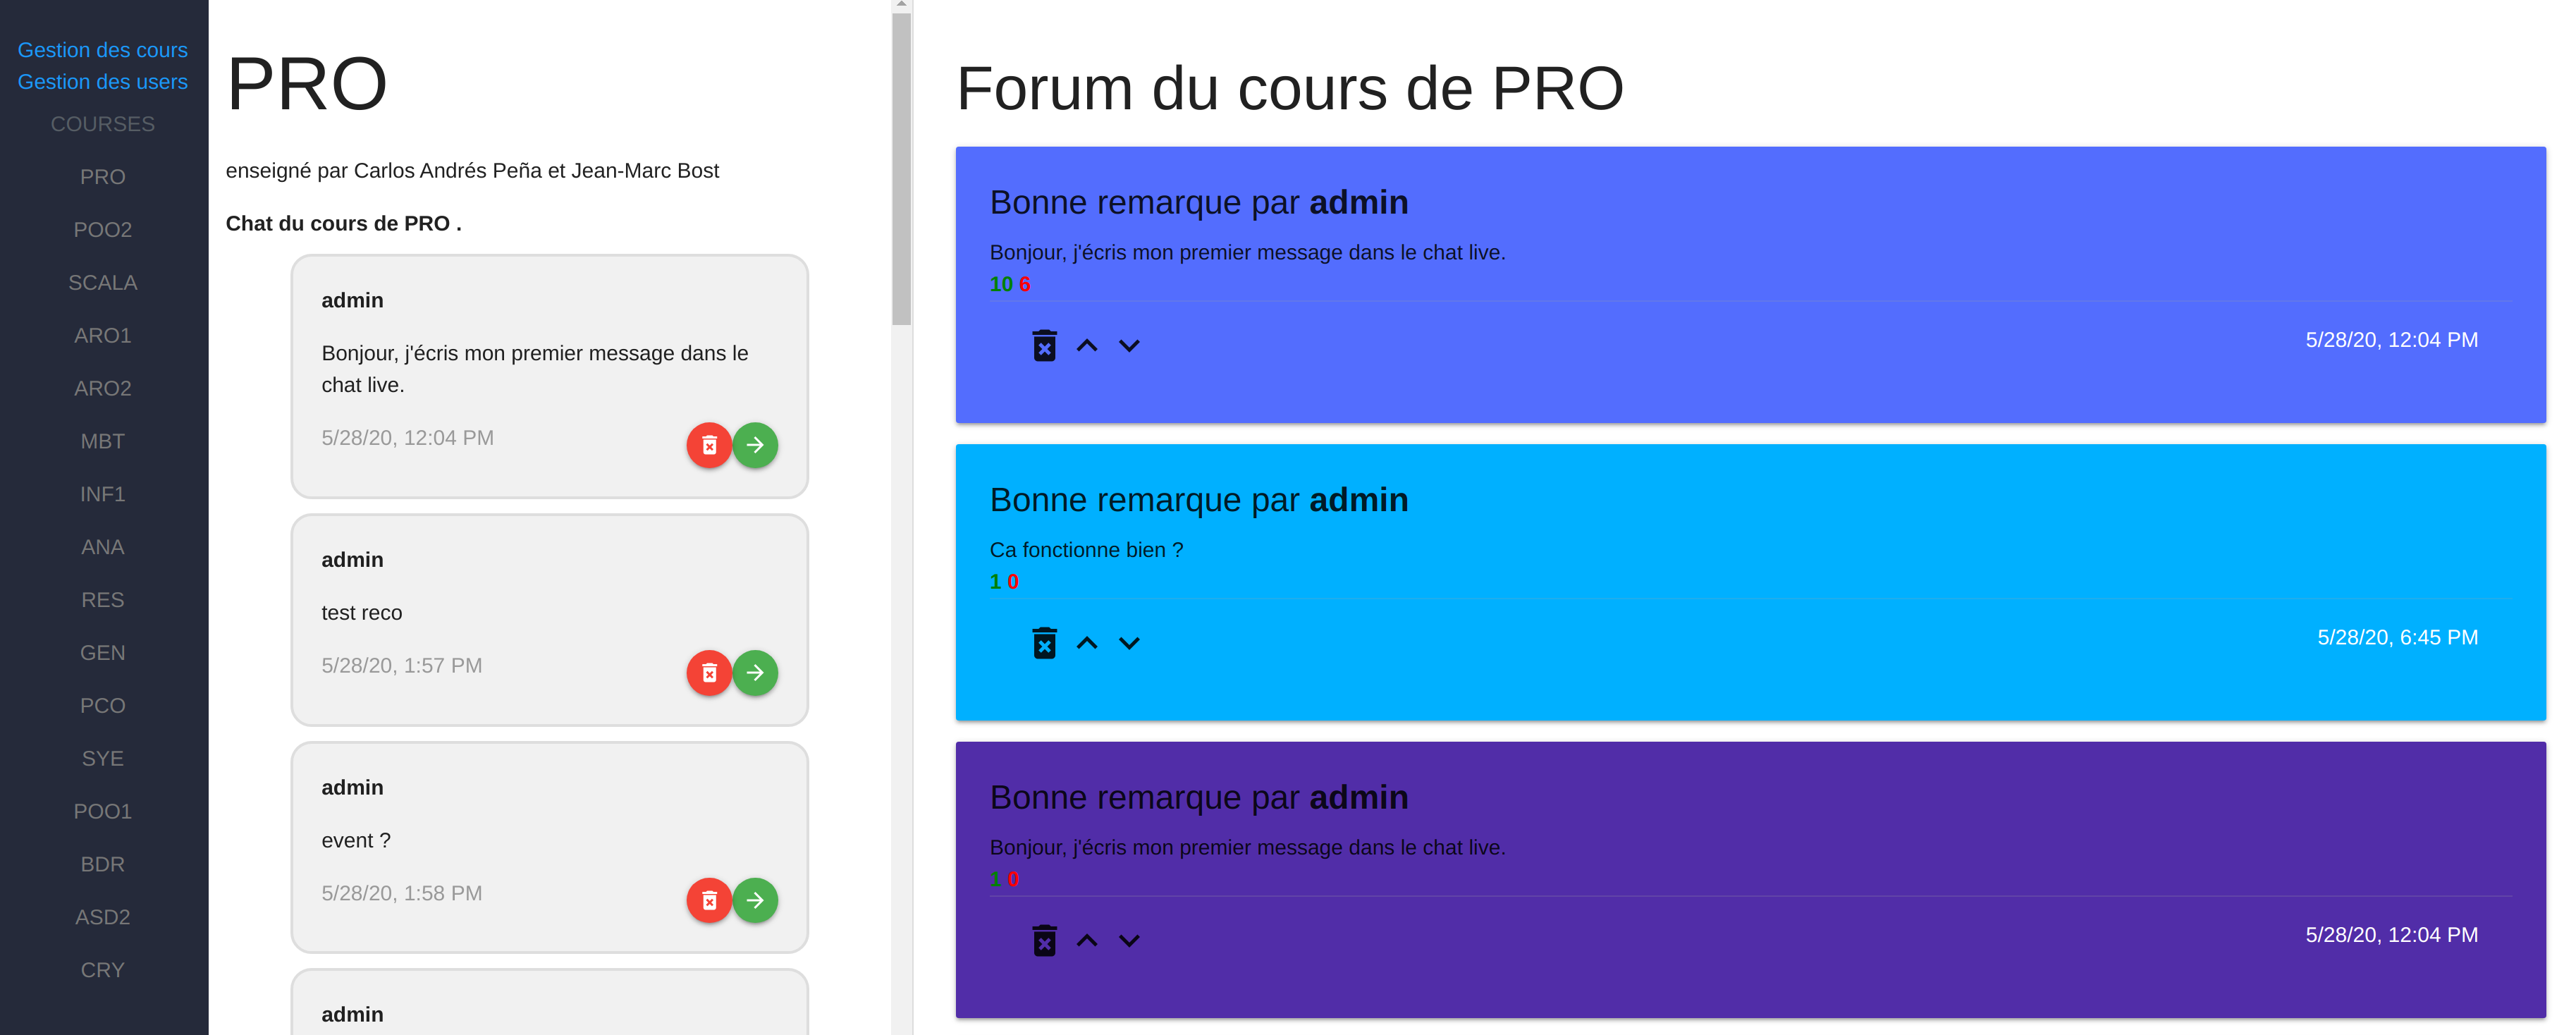 Gestion des cours
Gestion des users
COURSES
PRO
POO2
SCALA
ARO1
ARO2
MBT
INF1
ANA
RES
GEN
PCO
SYE
POO1
BDR
ASD2
CRY
PRO
enseigné par Carlos Andrés Peña et Jean-Marc Bost
Chat du cours de PRO .
admin
Bonjour, j'écris mon premier message dans le
chat live.
5/28/20, 12:04 PM
admin
test reco
5/28/20, 1:57 PM
admin
event ?
5/28/20, 1:58 PM
admin
Forum du cours de PRO
Bonne remarque par admin
Bonjour, j'écris mon premier message dans le chat live.
10 6
5/28/20, 12:04 PM
Bonne remarque par admin
Ca fonctionne bien ?
1 0
5/28/20, 6:45 PM
Bonne remarque par admin
Bonjour, j'écris mon premier message dans le chat live.
1 0
5/28/20, 12:04 PM